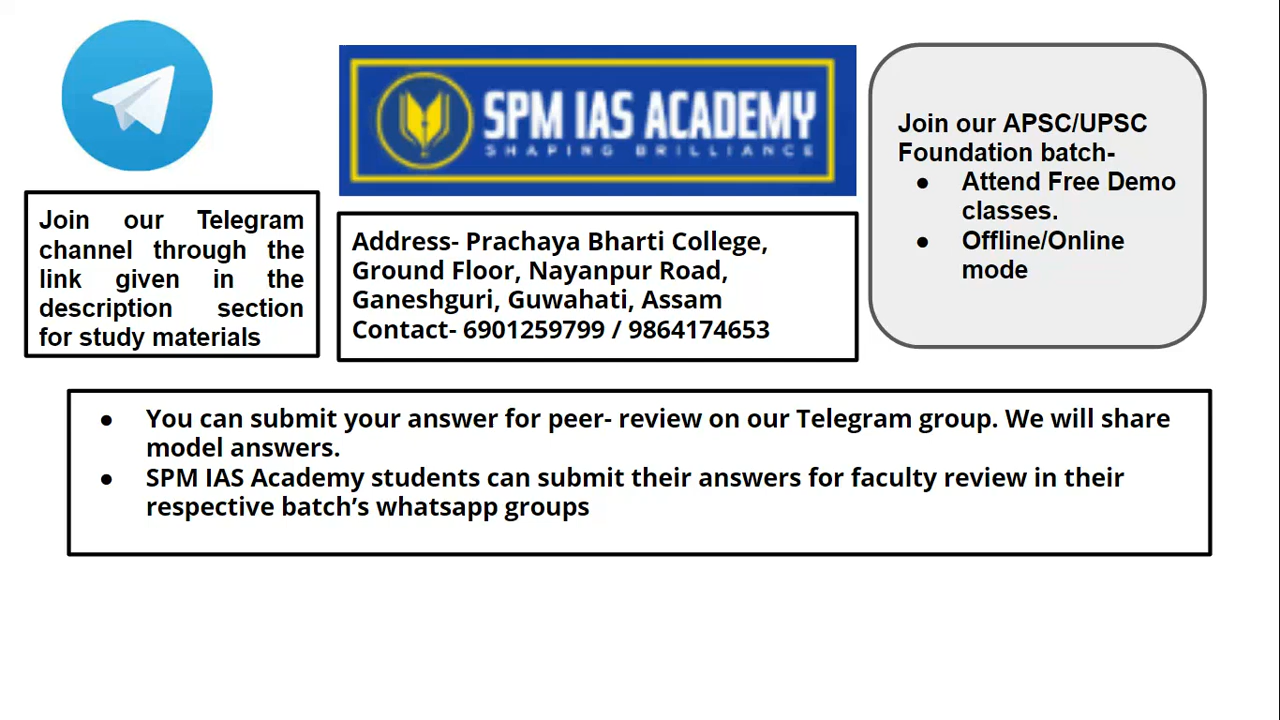 SPM IAS ACADEMY
SHAPING BRILLIANCE
Join our Telegram
channel through the
link given in the
description section
for study materials
Address- Prachaya Bharti College,
Ground Floor, Nayanpur Road,
Ganeshguri, Guwahati, Assam
Contact- 6901259799 / 9864174653
Join our APSC/UPSC
Foundation batch-
● Attend Free Demo
classes.
● Offline/Online
mode
● You can submit your answer for peer- review on our Telegram group. We will share
model answers.
● SPM IAS Academy students can submit their answers for faculty review in their
respective batch’s whatsapp groups